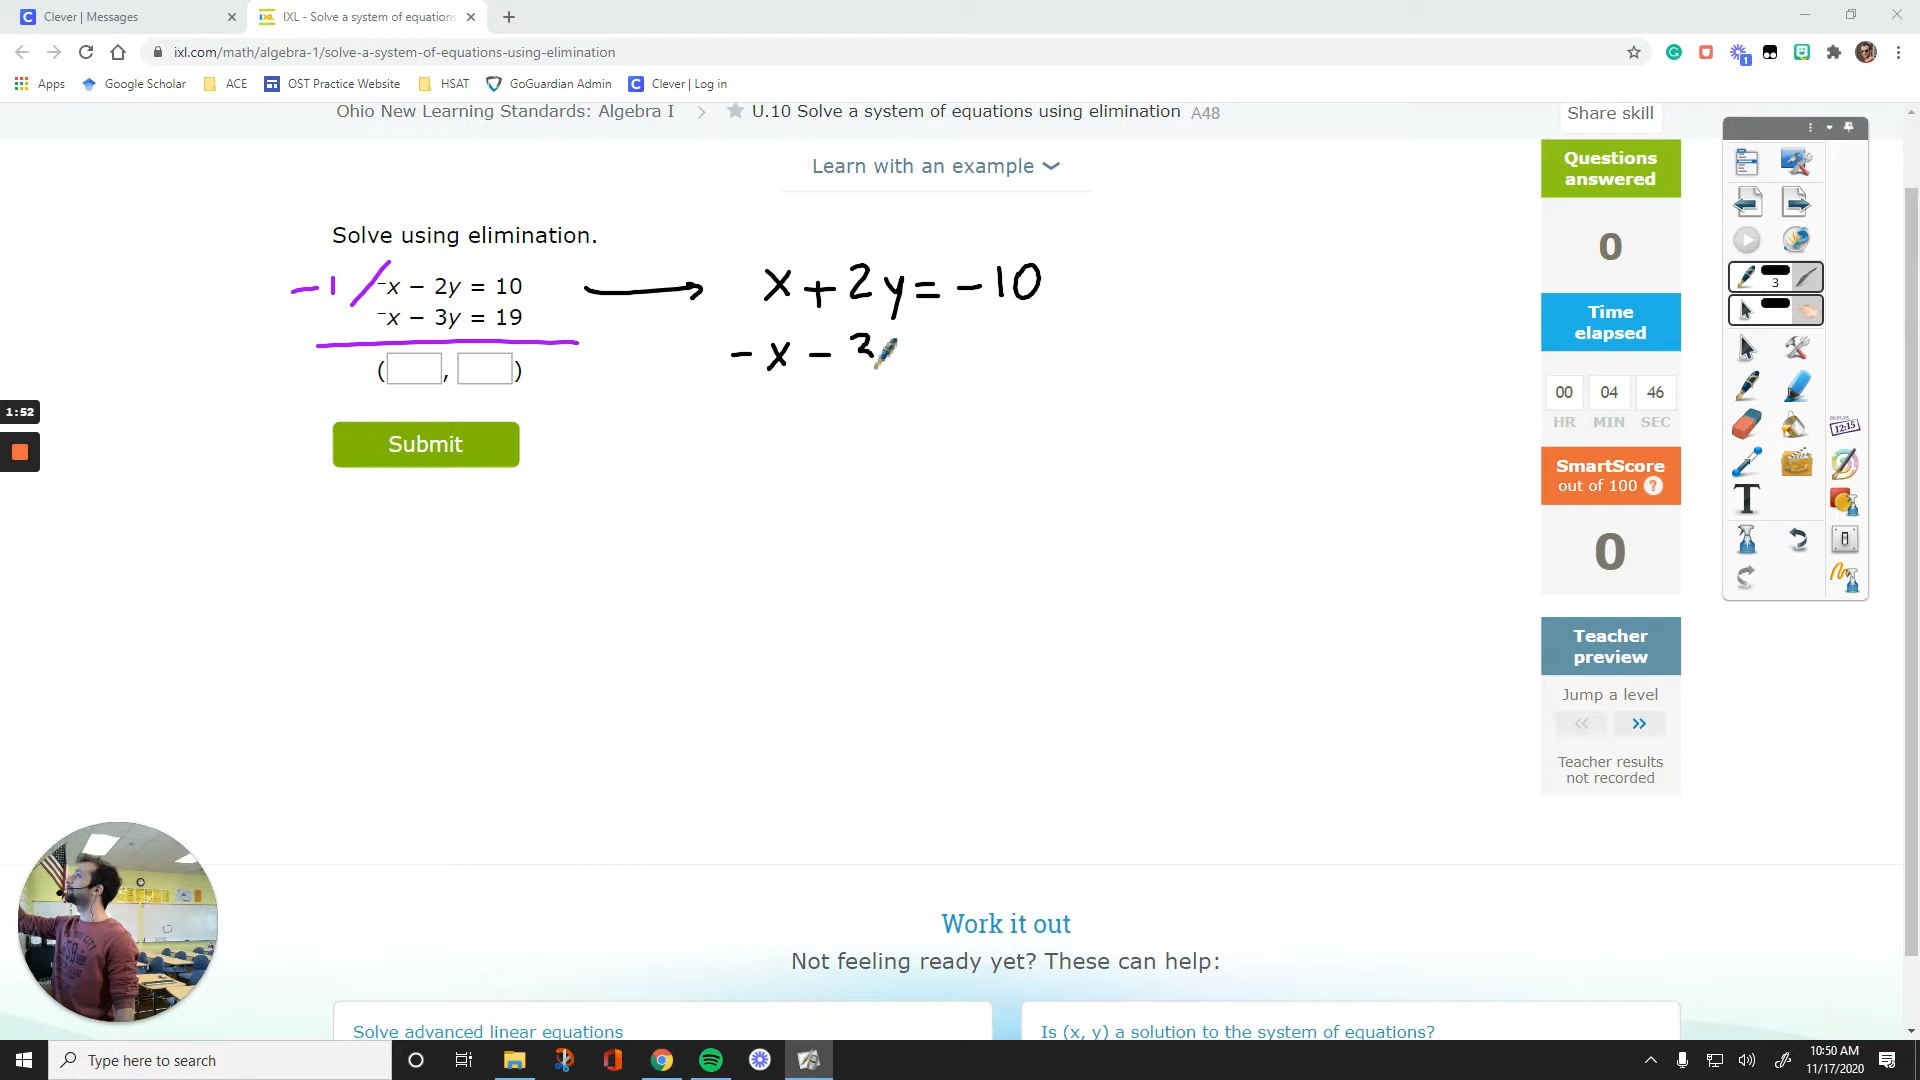 Clever | Messages
IXL - Solve a system of equations
ixl.com/math/algebra-1/solve-a-system-of-equations-using-elimination
1
Apps Google Scholar ACE OST Practice Website HSAT GoGuardian Admin Clever | Log in
Ohio New Learning Standards: Algebra I > U.10 Solve a system of equations using elimination A48
Share skill
Learn with an example
Questions answered
0
Solve using elimination.
-1
-x − 2y = 10
-x − 3y = 19
( , )
x + 2y = -10
-x - 3
Submit
1:52
Time elapsed
00 04 46
HR MIN SEC
SmartScore
out of 100 ?
0
Teacher preview
Jump a level
Teacher results not recorded
3
12:15
T
Work it out
Not feeling ready yet? These can help:
Solve advanced linear equations
Is (x, y) a solution to the system of equations?
Type here to search
10:50 AM
11/17/2020